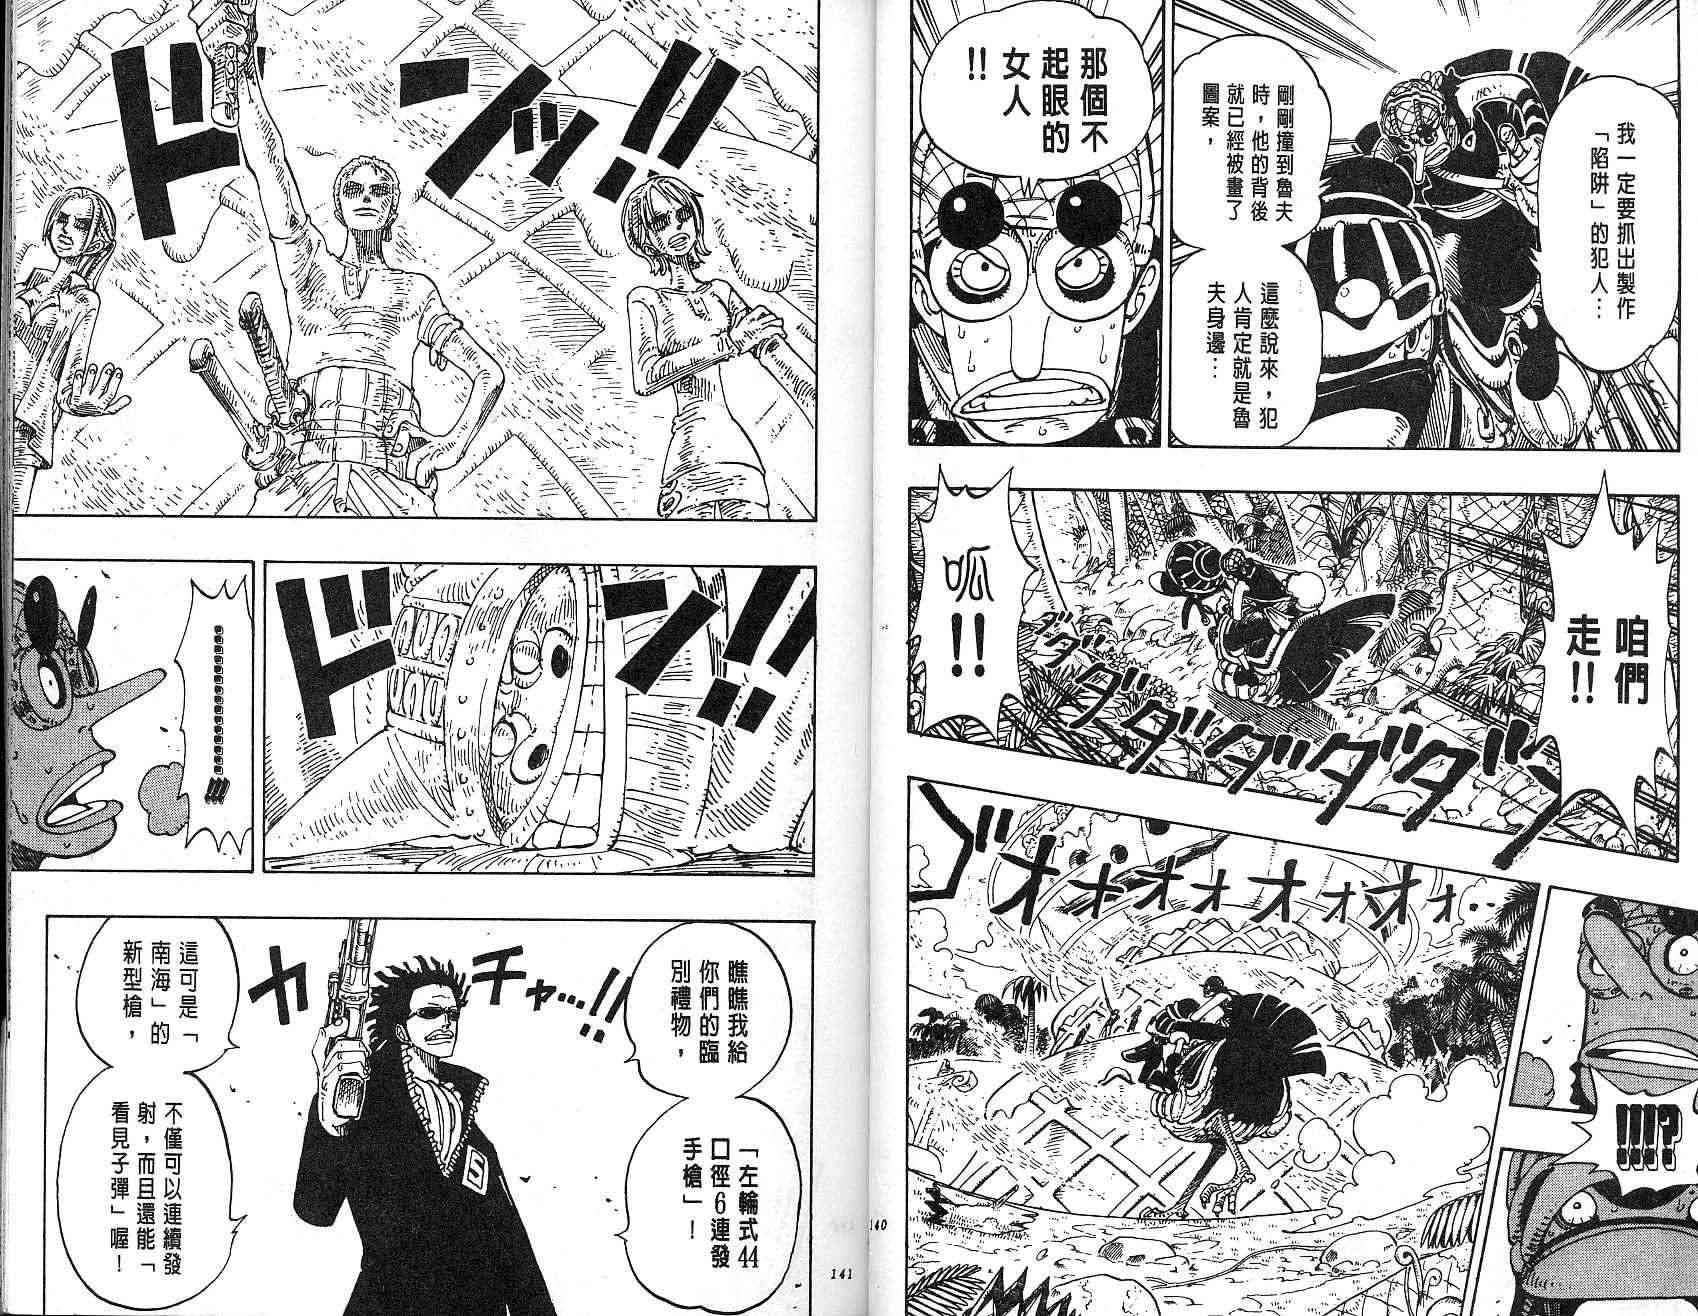 我一定要抓出製作
「陷阱」的犯人…
剛剛撞到魯夫
時，他的背後
就已經被畫了
圖案，
這麼說來，犯
人肯定就是魯
夫身邊…
那個不
起眼的
女人
!!
咱們
走!!
呱!!
ダダダダダダダダ
!!!!?
ゴオオオオオオオオ…
140
ドンッ!!
ドンッ!!
!!!
瞧瞧我給
你們的臨
別禮物，
「左輪式44
口徑6連發
手槍」！
カチャ…!!
這可是「
南海」的
新型槍，
不僅可以連續發
射，而且還能「
看見子彈」喔！
S
141